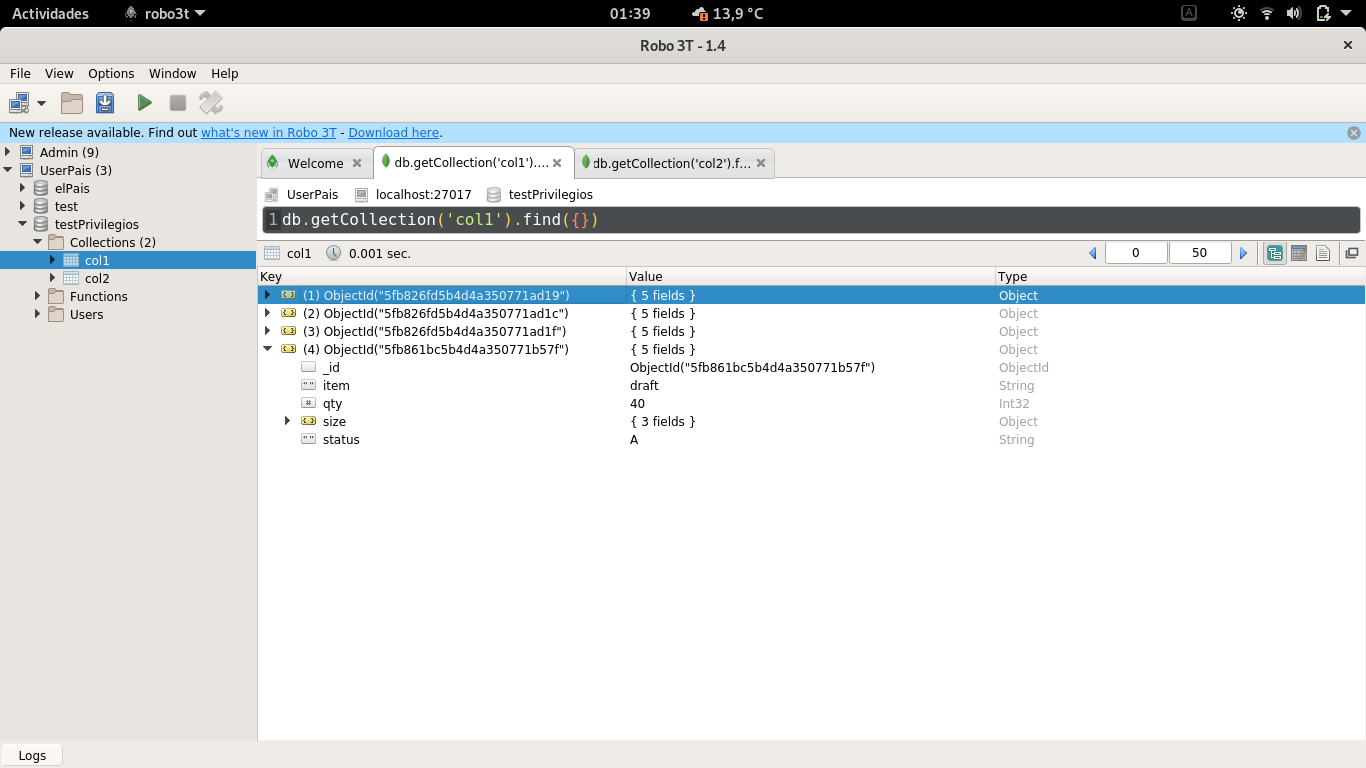 Actividades robo3t 01:39 13,9 °C A
Robo 3T - 1.4
File View Options Window Help
New release available. Find out what's new in Robo 3T - Download here.
Admin (9)
UserPais (3)
elPais
test
testPrivilegios
Collections (2)
col1
col2
Functions
Users
Welcome db.getCollection('col1').... db.getCollection('col2').f...
UserPais localhost:27017 testPrivilegios
1 db.getCollection('col1').find({})
col1 0.001 sec. 0 50
Key Value Type
(1) ObjectId("5fb826fd5b4d4a350771ad19") { 5 fields } Object
(2) ObjectId("5fb826fd5b4d4a350771ad1c") { 5 fields } Object
(3) ObjectId("5fb826fd5b4d4a350771ad1f") { 5 fields } Object
(4) ObjectId("5fb861bc5b4d4a350771b57f") { 5 fields } Object
_id ObjectId("5fb861bc5b4d4a350771b57f") ObjectId
item draft String
qty 40 Int32
size { 3 fields } Object
status A String
Logs